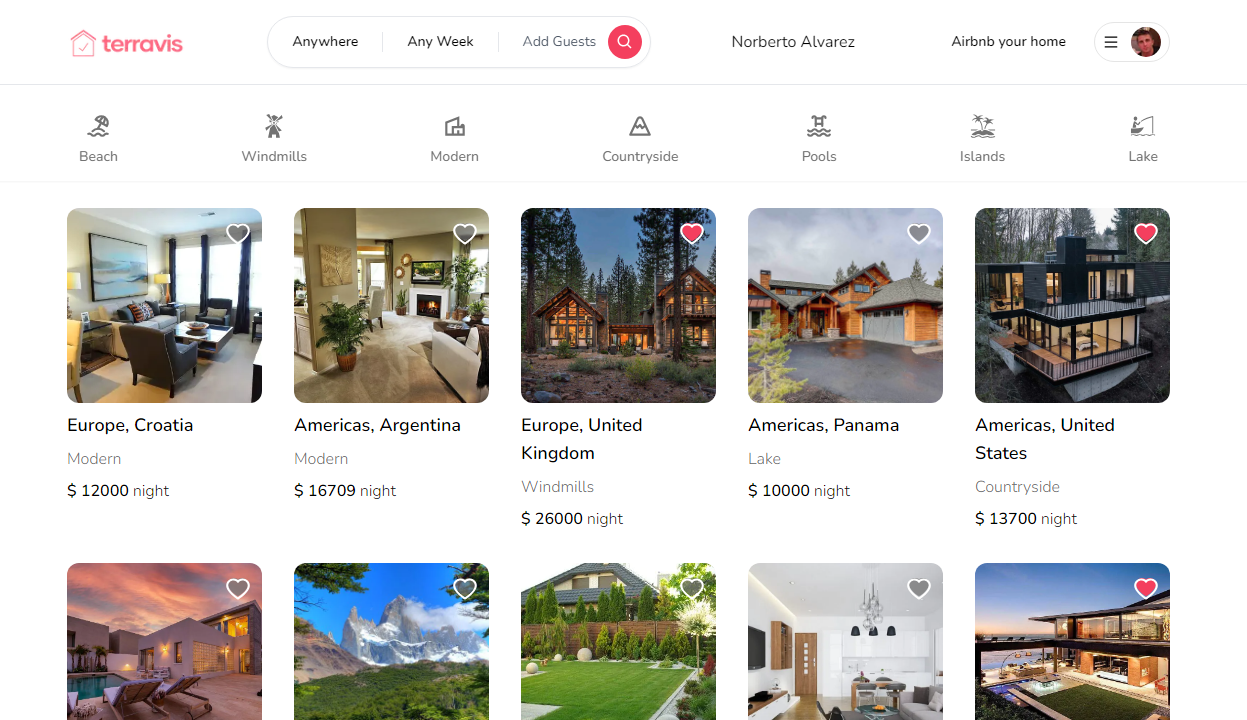 terravis
Anywhere
Any Week
Add Guests
Norberto Alvarez
Airbnb your home
Beach
Windmills
Modern
Countryside
Pools
Islands
Lake
Europe, Croatia
Modern
$ 12000 night
Americas, Argentina
Modern
$ 16709 night
Europe, United
Kingdom
Windmills
$ 26000 night
Americas, Panama
Lake
$ 10000 night
Americas, United
States
Countryside
$ 13700 night